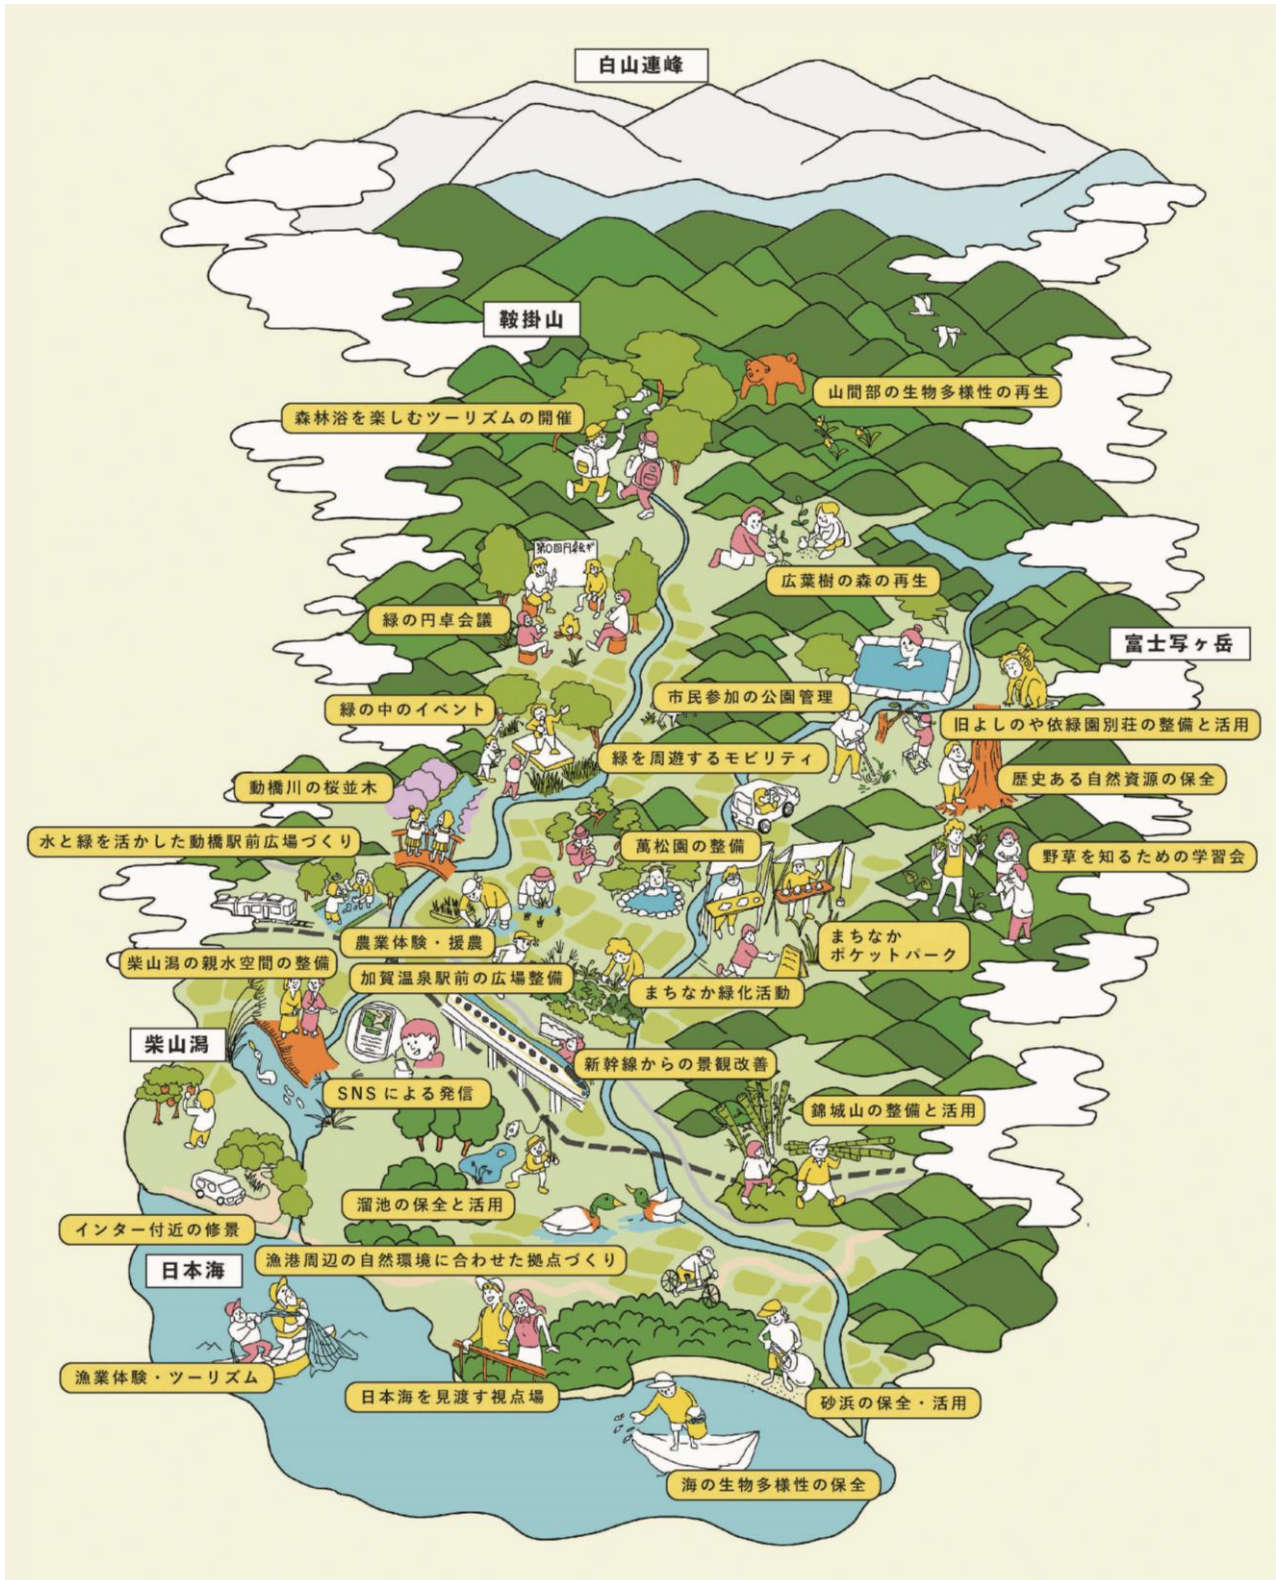 白山連峰
鞍掛山
山間部の生物多様性の再生
森林浴を楽しむツーリズムの開催
第0回円卓会ギ
広葉樹の森の再生
緑の円卓会議
富士写ヶ岳
市民参加の公園管理
緑の中のイベント
旧よしのや依緑園別荘の整備と活用
緑を周遊するモビリティ
歴史ある自然資源の保全
動橋川の桜並木
水と緑を活かした動橋駅前広場づくり
萬松園の整備
野草を知るための学習会
農業体験・援農
まちなか
ポケットパーク
柴山潟の親水空間の整備
加賀温泉駅前の広場整備
まちなか緑化活動
柴山潟
新幹線からの景観改善
SNSによる発信
錦城山の整備と活用
溜池の保全と活用
インター付近の修景
漁港周辺の自然環境に合わせた拠点づくり
日本海
漁業体験・ツーリズム
日本海を見渡す視点場
砂浜の保全・活用
海の生物多様性の保全